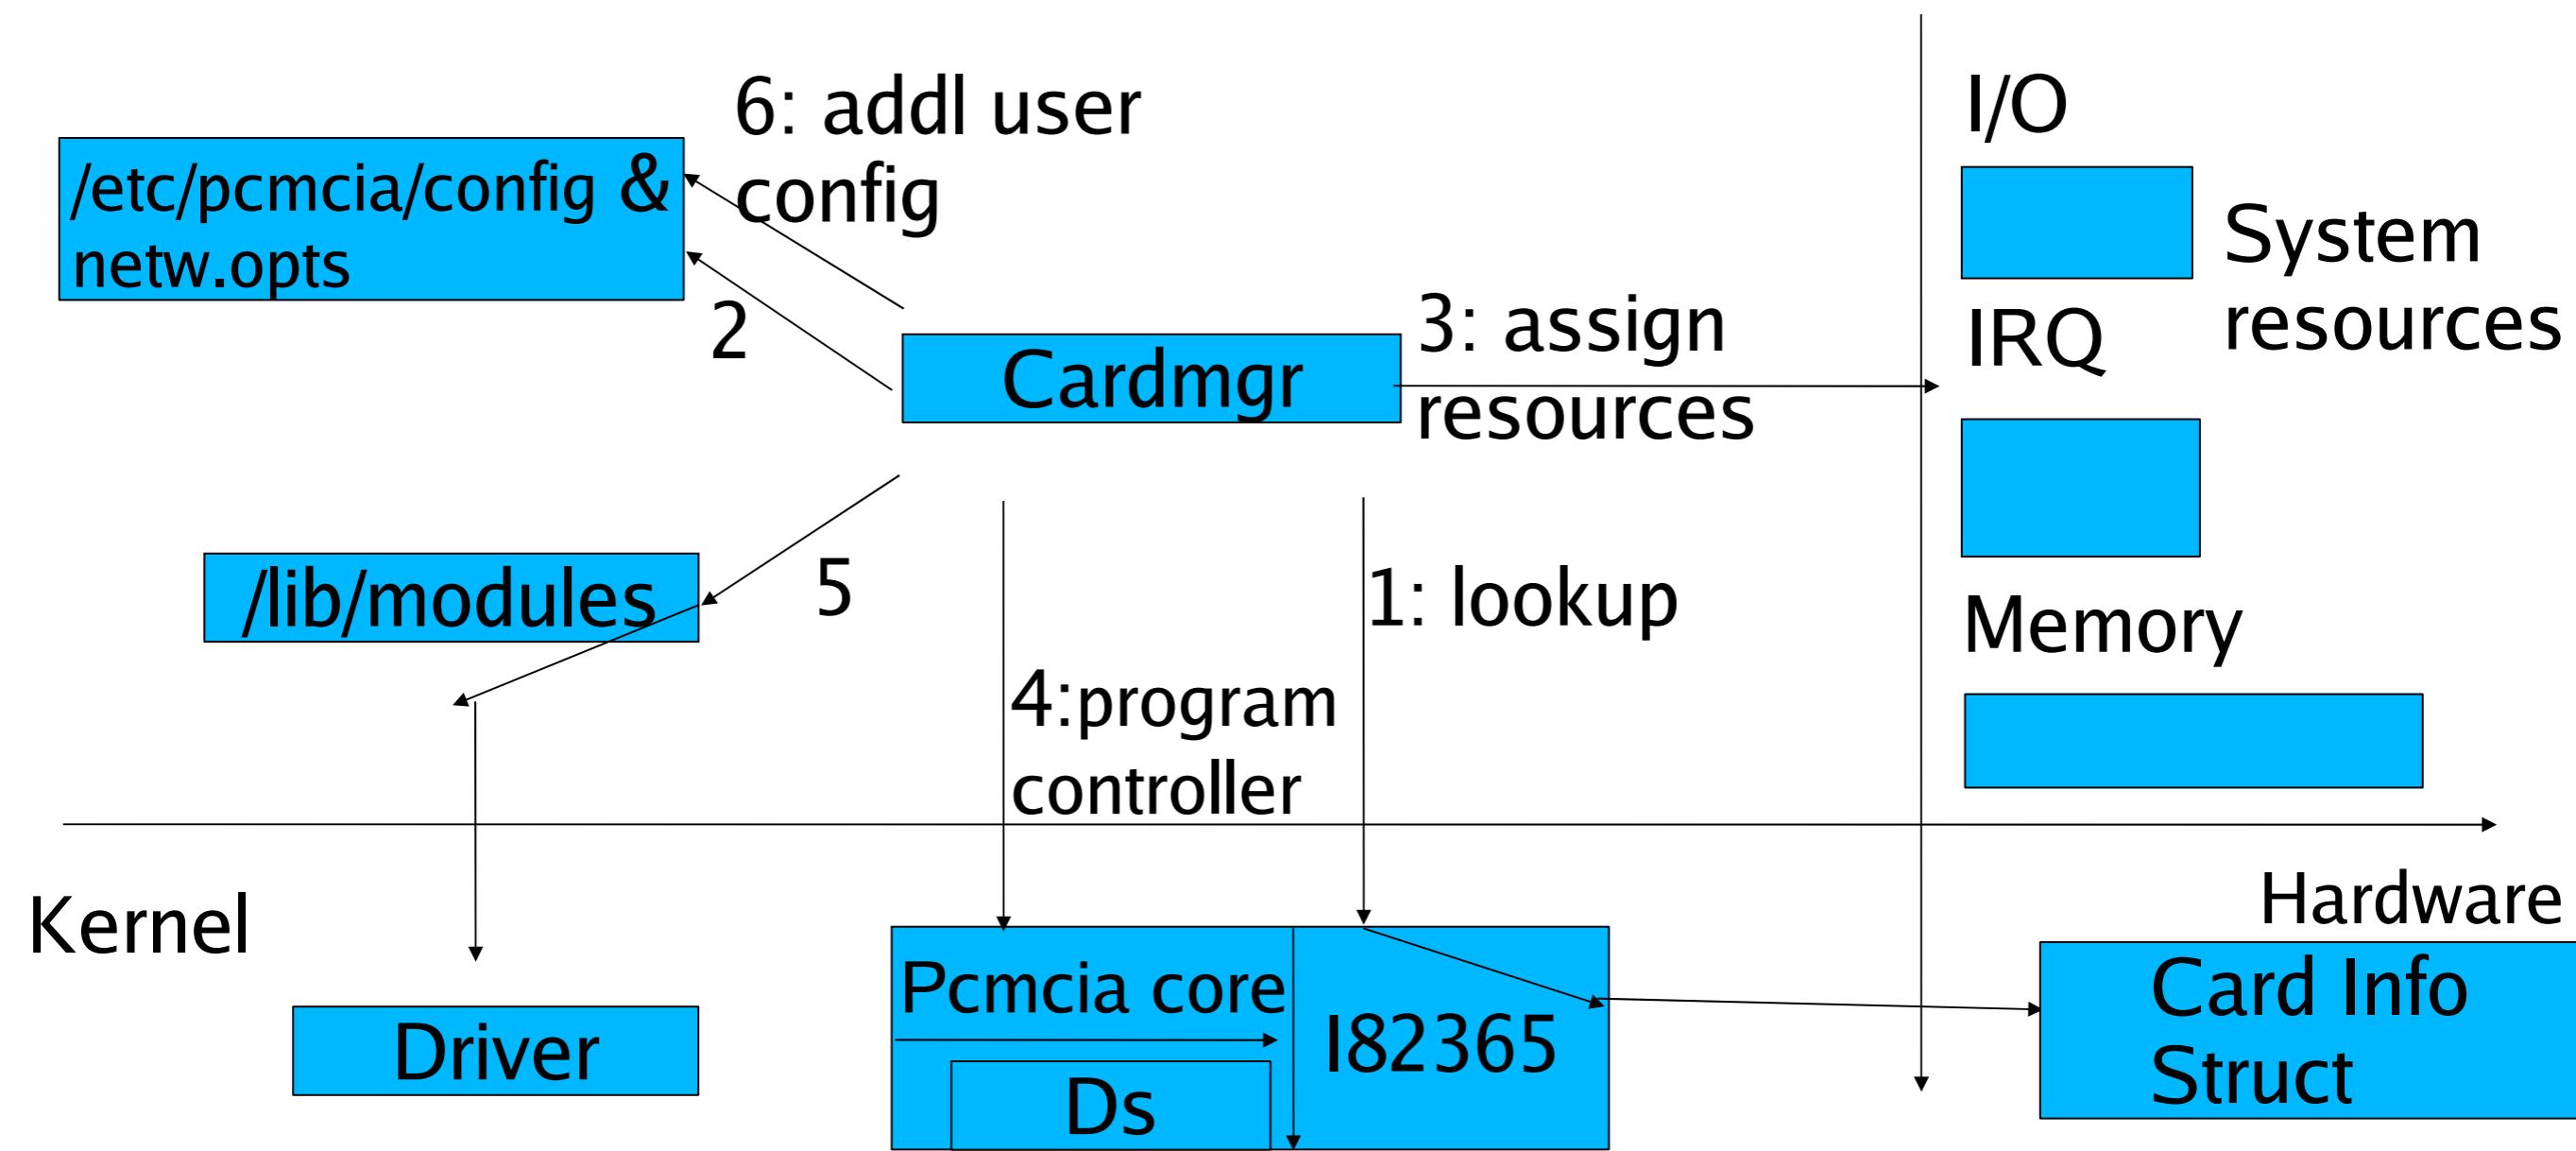 6: addl user
config
/etc/pcmcia/config &
netw.opts
2
Cardmgr
3: assign
resources
I/O
System
resources
IRQ
Memory
/lib/modules
5
1: lookup
4:program
controller
Kernel
Hardware
Driver
Pcmcia core
Ds
I82365
Card Info
Struct